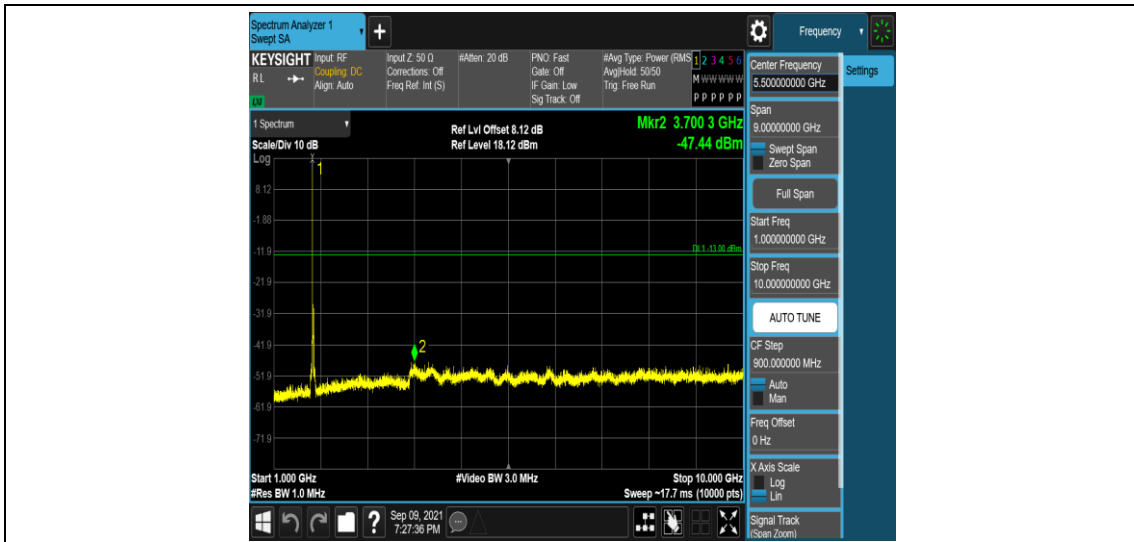 Spectrum Analyzer 1
Swept SA
Frequency
KEYSIGHT
RL
LXI
Input: RF
Coupling: DC
Align: Auto
Input Z: 50 Ω
Corrections: Off
Freq Ref: Int (S)
#Atten: 20 dB
PNO: Fast
Gate: Off
IF Gain: Low
Sig Track: Off
#Avg Type: Power (RMS
Avg|Hold: 50/50
Trig: Free Run
1 2 3 4 5 6
M W W W W W
P P P P P P
1 Spectrum
Scale/Div 10 dB
Log
Ref Lvl Offset 8.12 dB
Ref Level 18.12 dBm
Mkr2 3.700 3 GHz
-47.44 dBm
1
8.12
-1.88
-11.9
DL1 -13.00 dBm
-21.9
-31.9
-41.9
2
-51.9
-61.9
-71.9
Start 1.000 GHz
#Res BW 1.0 MHz
#Video BW 3.0 MHz
Stop 10.000 GHz
Sweep ~17.7 ms (10000 pts)
Sep 09, 2021
7:27:36 PM
Center Frequency
5.500000000 GHz
Settings
Span
9.00000000 GHz
Swept Span
Zero Span
Full Span
Start Freq
1.000000000 GHz
Stop Freq
10.000000000 GHz
AUTO TUNE
CF Step
900.000000 MHz
Auto
Man
Freq Offset
0 Hz
X Axis Scale
Log
Lin
Signal Track
(Span Zoom)